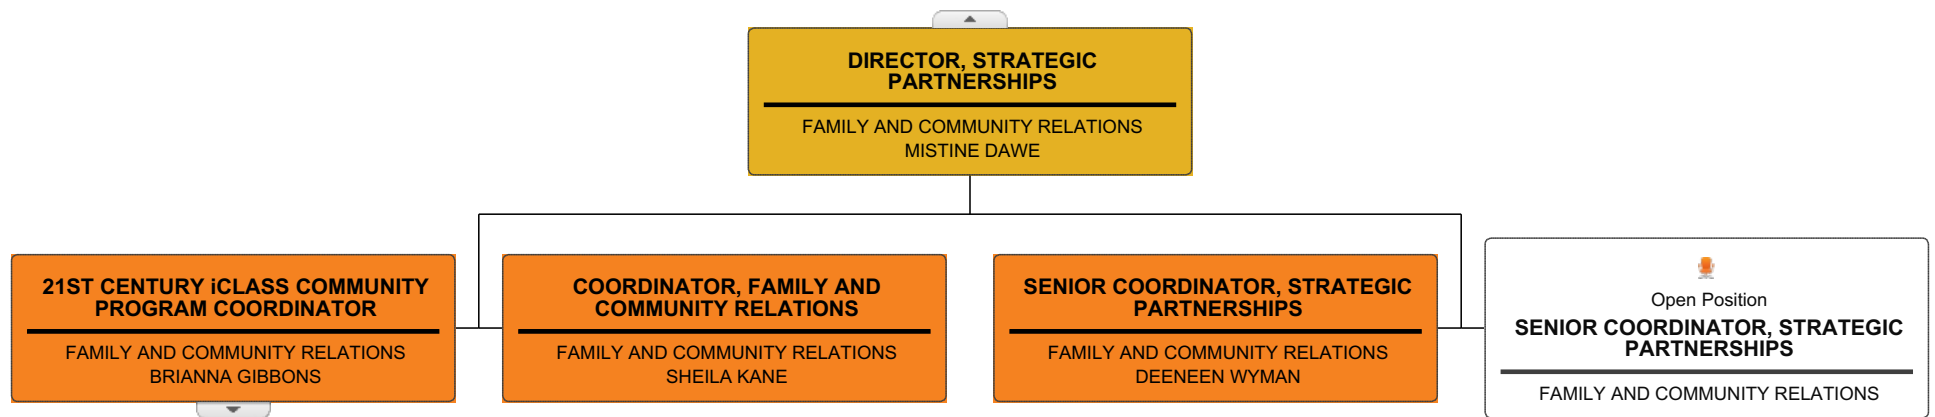 DIRECTOR, STRATEGIC
PARTNERSHIPS
FAMILY AND COMMUNITY RELATIONS
MISTINE DAWE
21ST CENTURY iCLASS COMMUNITY
PROGRAM COORDINATOR
FAMILY AND COMMUNITY RELATIONS
BRIANNA GIBBONS
COORDINATOR, FAMILY AND
COMMUNITY RELATIONS
FAMILY AND COMMUNITY RELATIONS
SHEILA KANE
SENIOR COORDINATOR, STRATEGIC
PARTNERSHIPS
FAMILY AND COMMUNITY RELATIONS
DEENEEN WYMAN
Open Position
SENIOR COORDINATOR, STRATEGIC
PARTNERSHIPS
FAMILY AND COMMUNITY RELATIONS